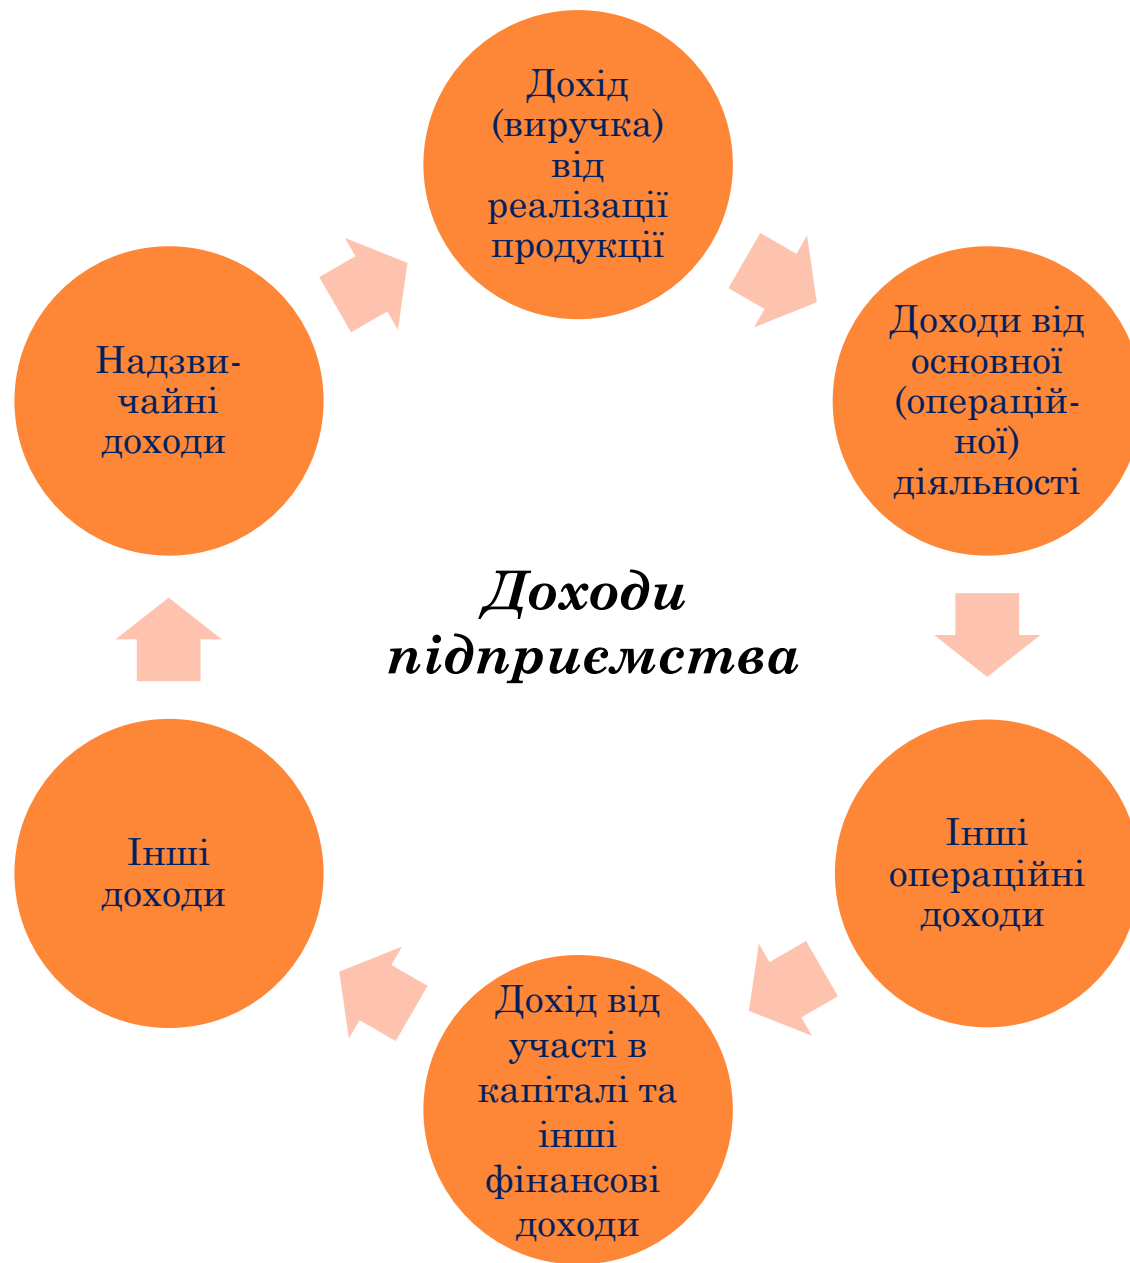 Дохід
(виручка)
від
реалізації
продукції
Доходи від
основної
(операцій-
ної)
діяльності
Інші
операційні
доходи
Дохід від
участі в
капіталі та
інші
фінансові
доходи
Інші
доходи
Надзви-
чайні
доходи
Доходи
підприємства